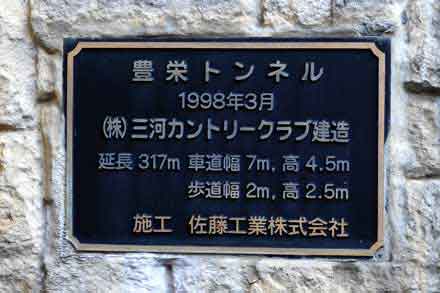 豊栄トンネル
1998年3月
(株)三河カントリークラブ建造
延長 317m 車道幅 7m, 高 4.5m
歩道幅 2m, 高 2.5m
施工 佐藤工業株式会社